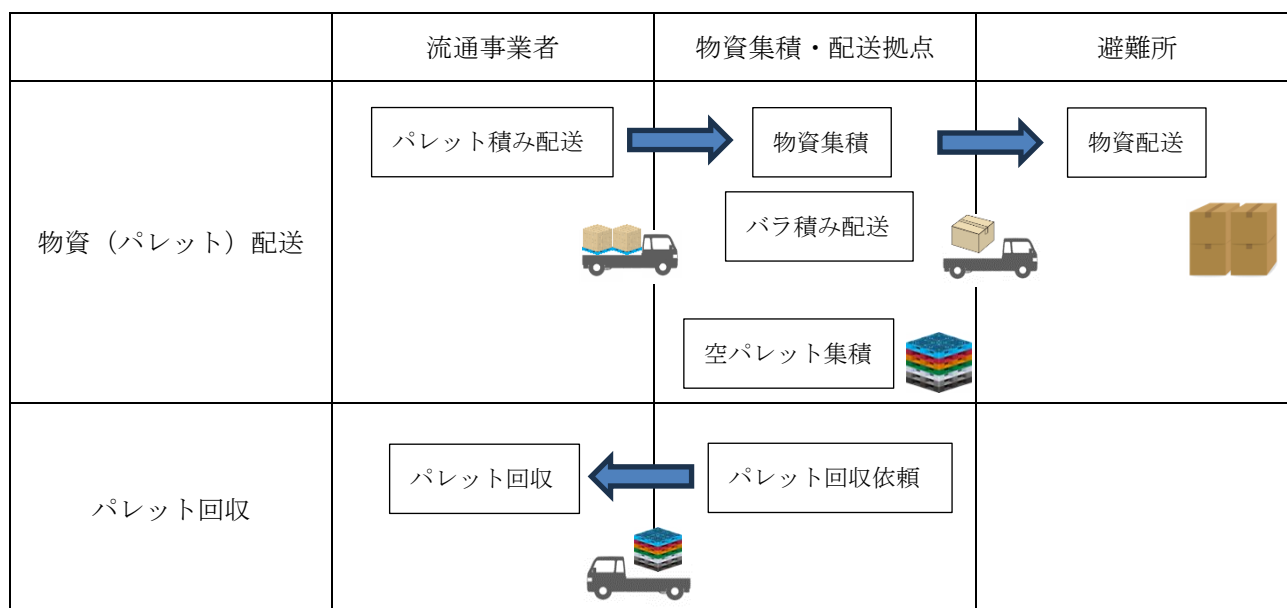 流通事業者
物資集積・配送拠点
避難所
物資（パレット）配送
パレット積み配送
物資集積
物資配送
バラ積み配送
空パレット集積
パレット回収
パレット回収
パレット回収依頼